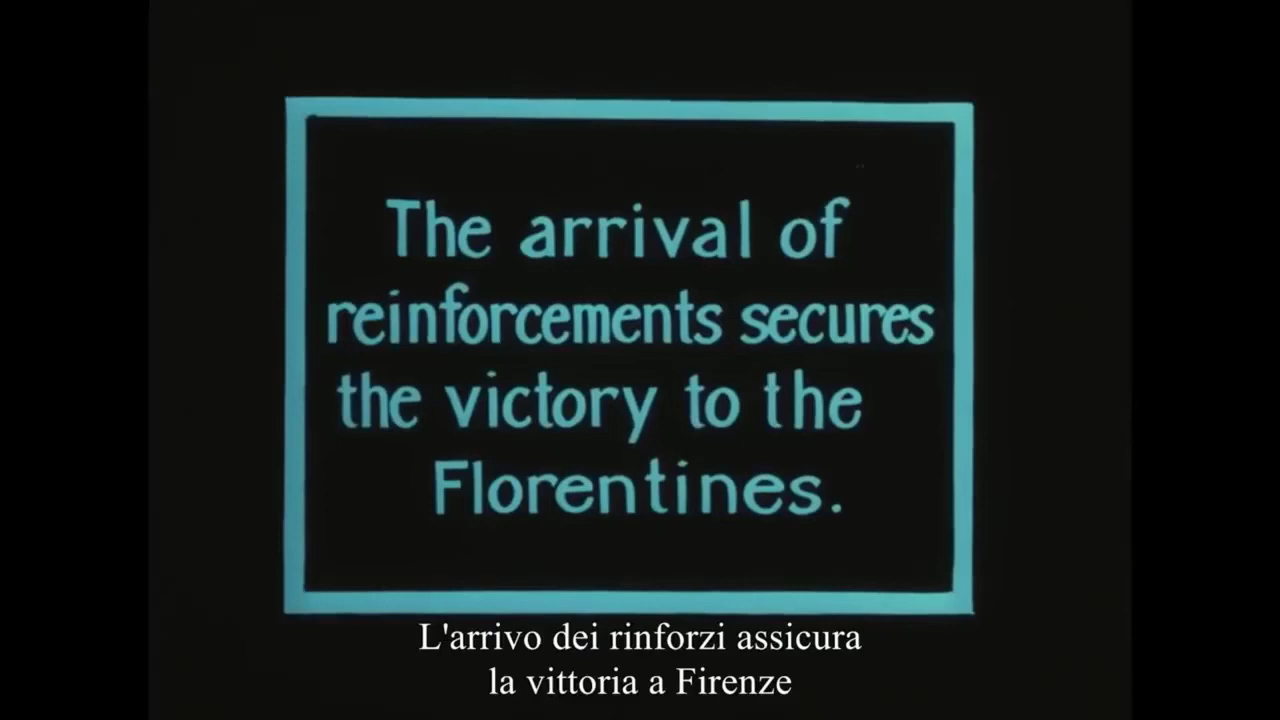 The arrival of
reinforcements secures
the victory to the
Florentines.
L'arrivo dei rinforzi assicura
la vittoria a Firenze